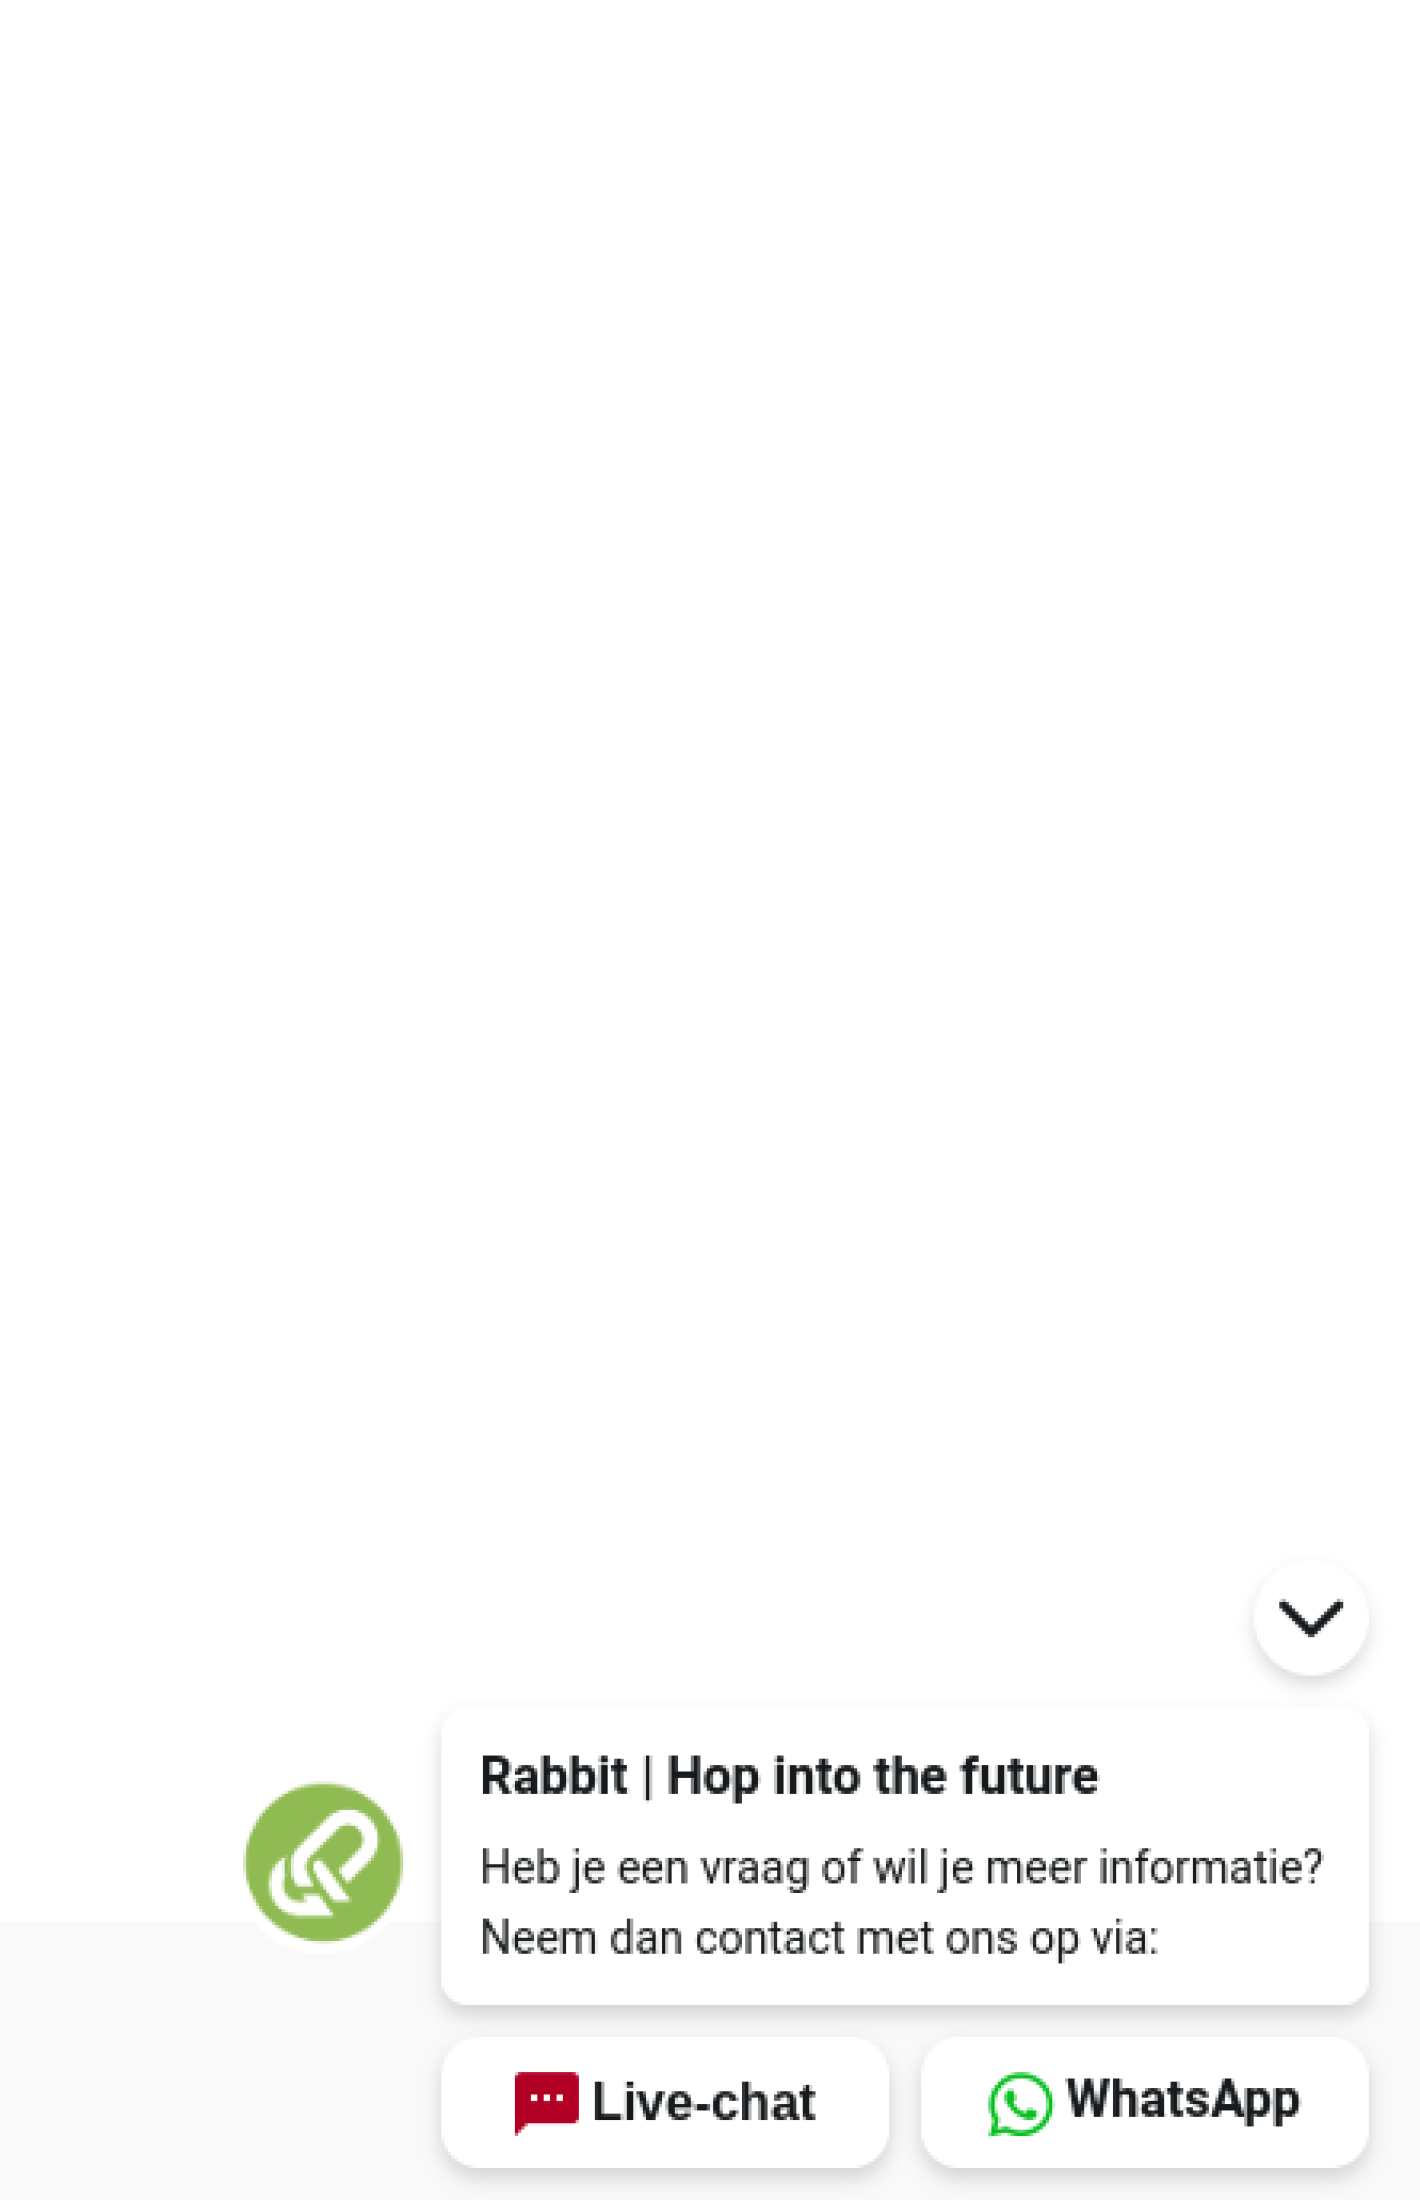 Rabbit | Hop into the future
Heb je een vraag of wil je meer informatie?
Neem dan contact met ons op via:
Live-chat
WhatsApp